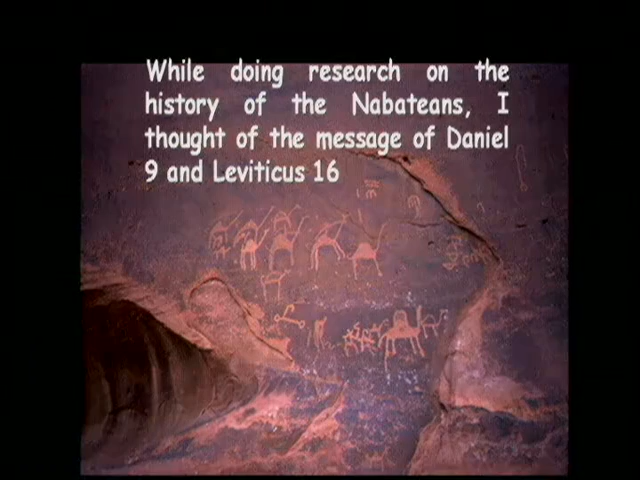 While doing research on the
history of the Nabateans, I
thought of the message of Daniel
9 and Leviticus 16